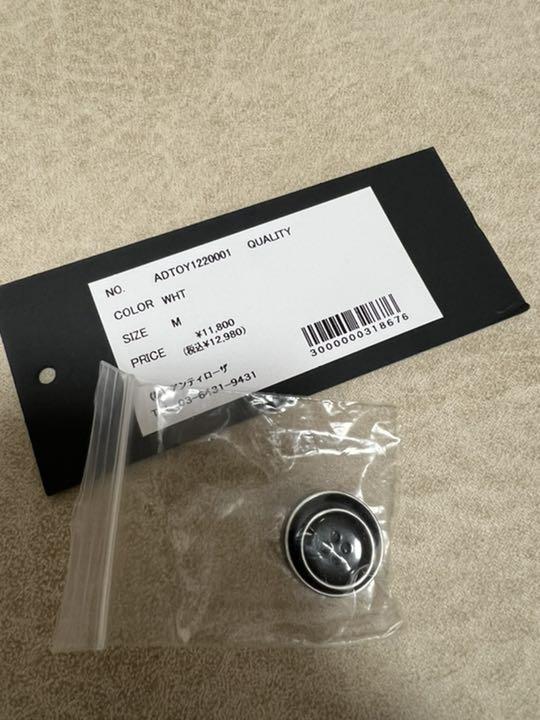 NO. ADTOY1220001 QUALITY
COLOR WHT
SIZE M
PRICE ¥11,800
(税込¥12,980)
3000000318676
アンティローザ
03-6431-9431